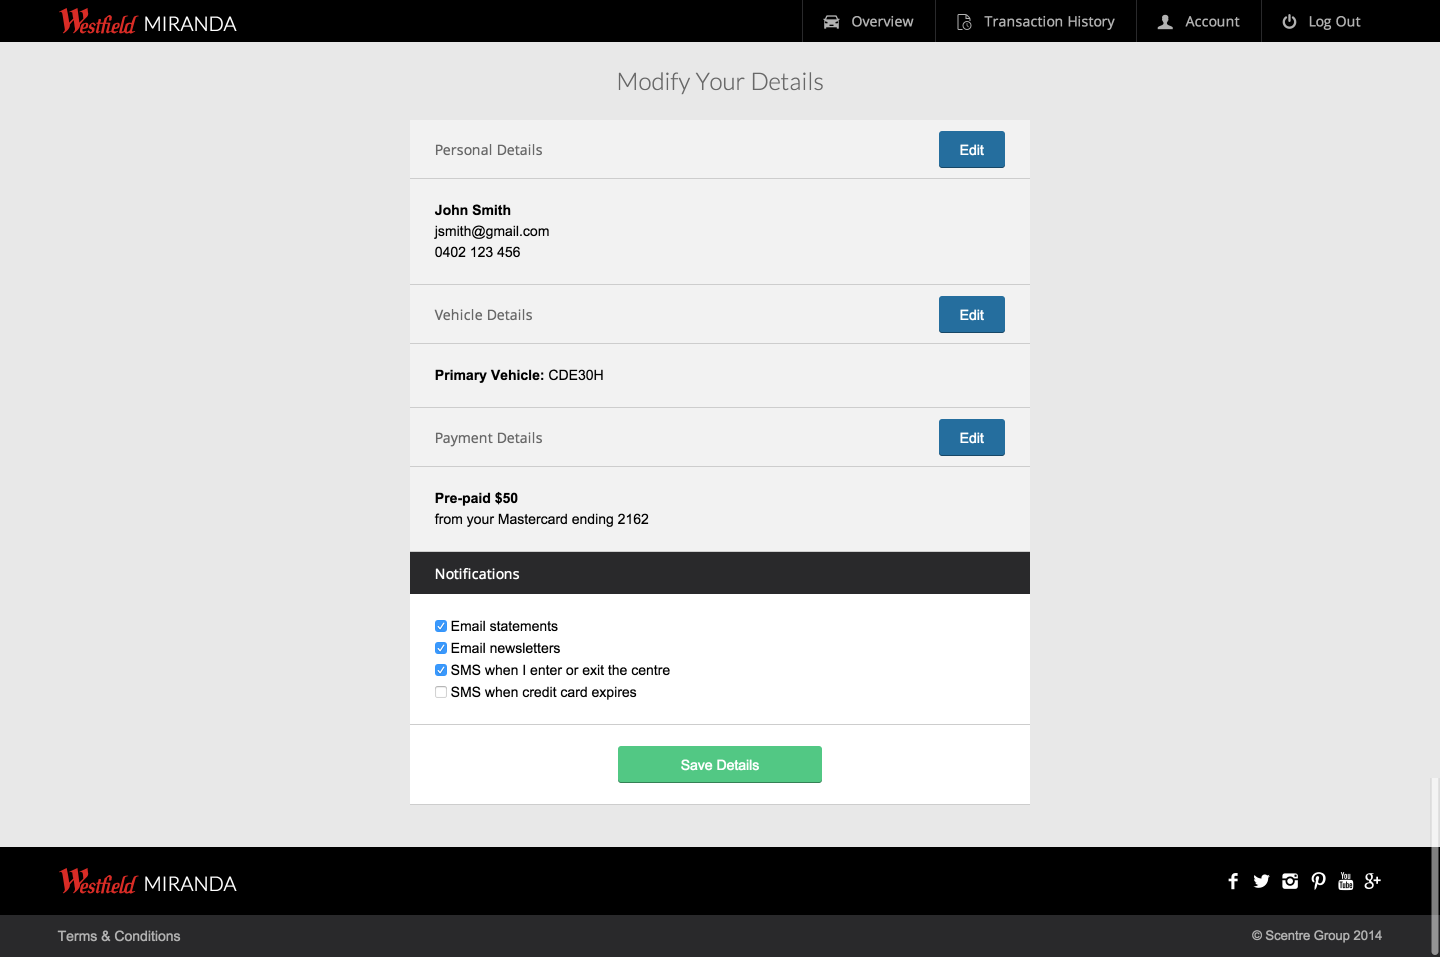 Westfield MIRANDA
Overview
Transaction History
Account
Log Out
Modify Your Details
Personal Details
Edit
John Smith
jsmith@gmail.com
0402 123 456
Vehicle Details
Edit
Primary Vehicle: CDE30H
Payment Details
Edit
Pre-paid $50
from your Mastercard ending 2162
Notifications
Email statements
Email newsletters
SMS when I enter or exit the centre
SMS when credit card expires
Save Details
Westfield MIRANDA
You Tube
g+
Terms & Conditions
© Scentre Group 2014